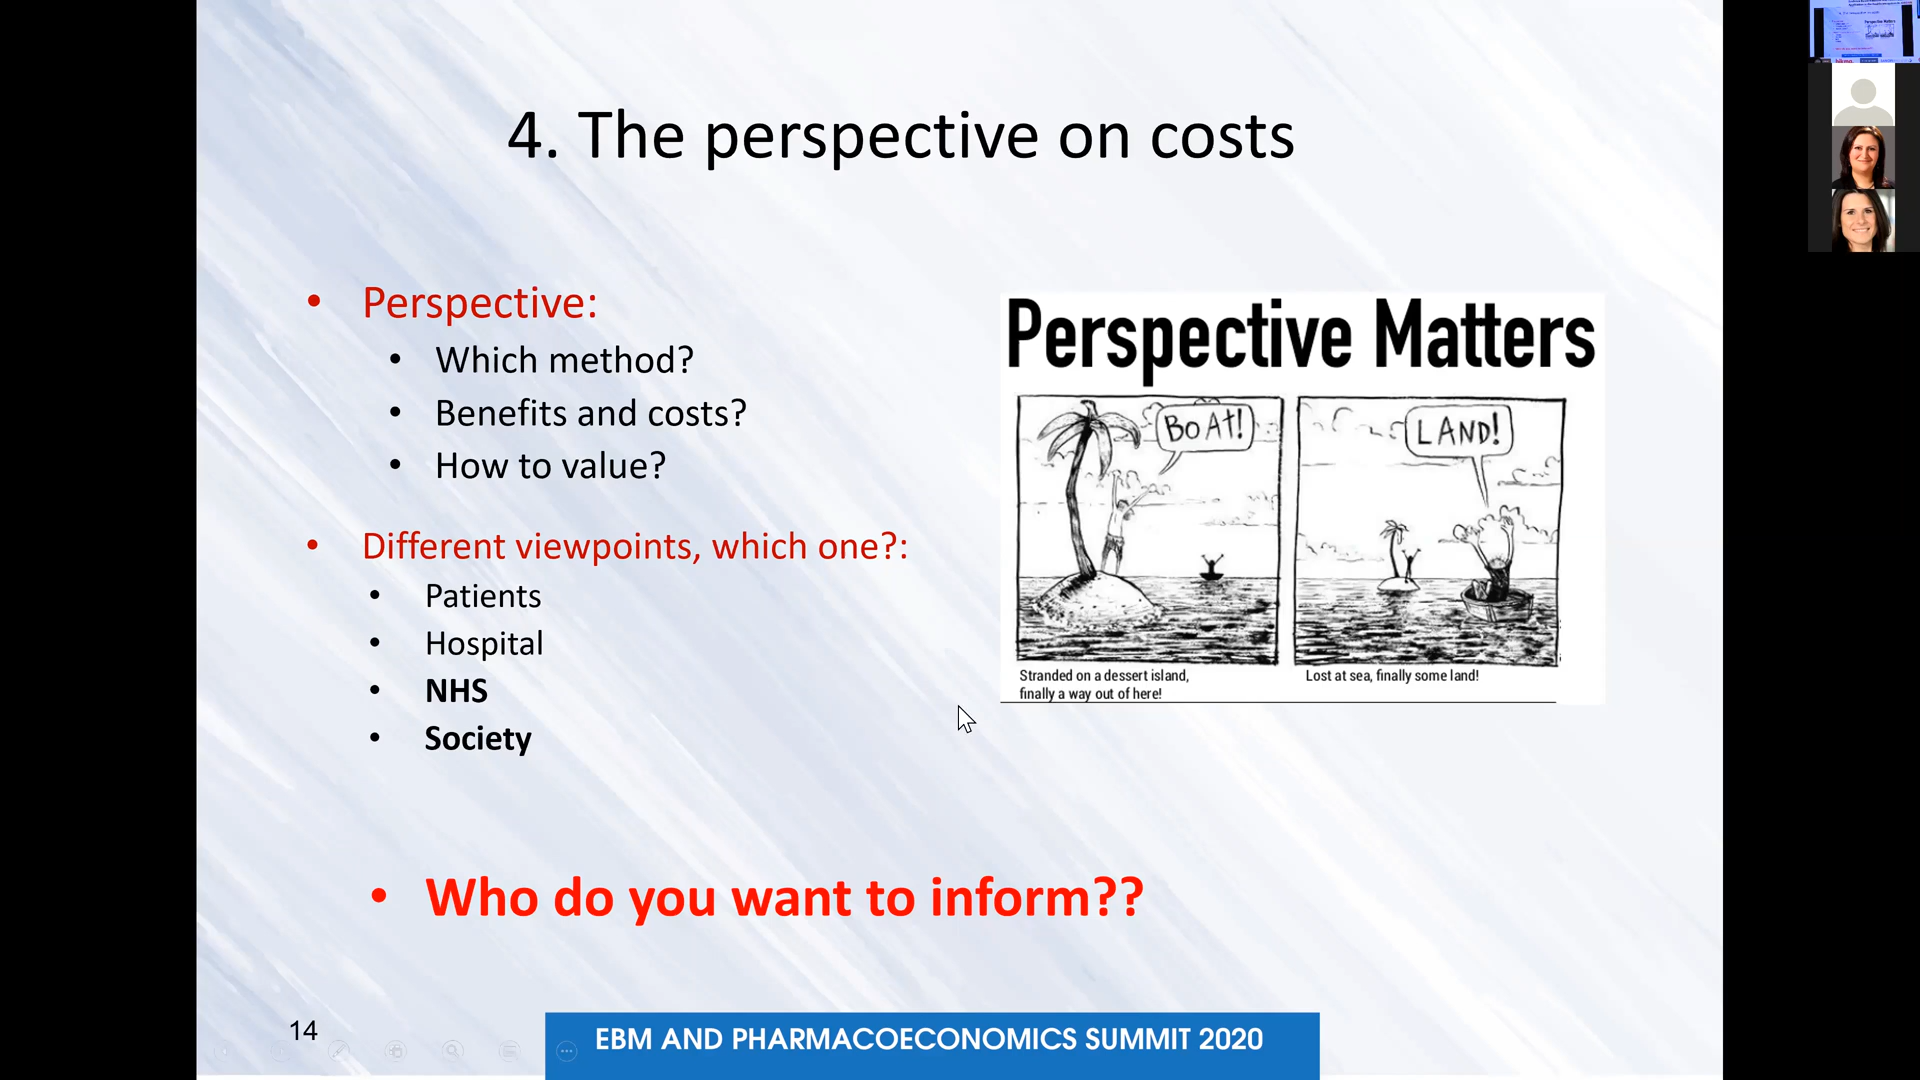 4. The perspective on costs
• Perspective:
• Which method?
• Benefits and costs?
• How to value?
• Different viewpoints, which one?:
• Patients
• Hospital
• NHS
• Society
• Who do you want to inform??
Perspective Matters
BOAT!
LAND!
Stranded on a dessert island,
finally a way out of here!
Lost at sea, finally some land!
14
EBM AND PHARMACOECONOMICS SUMMIT 2020